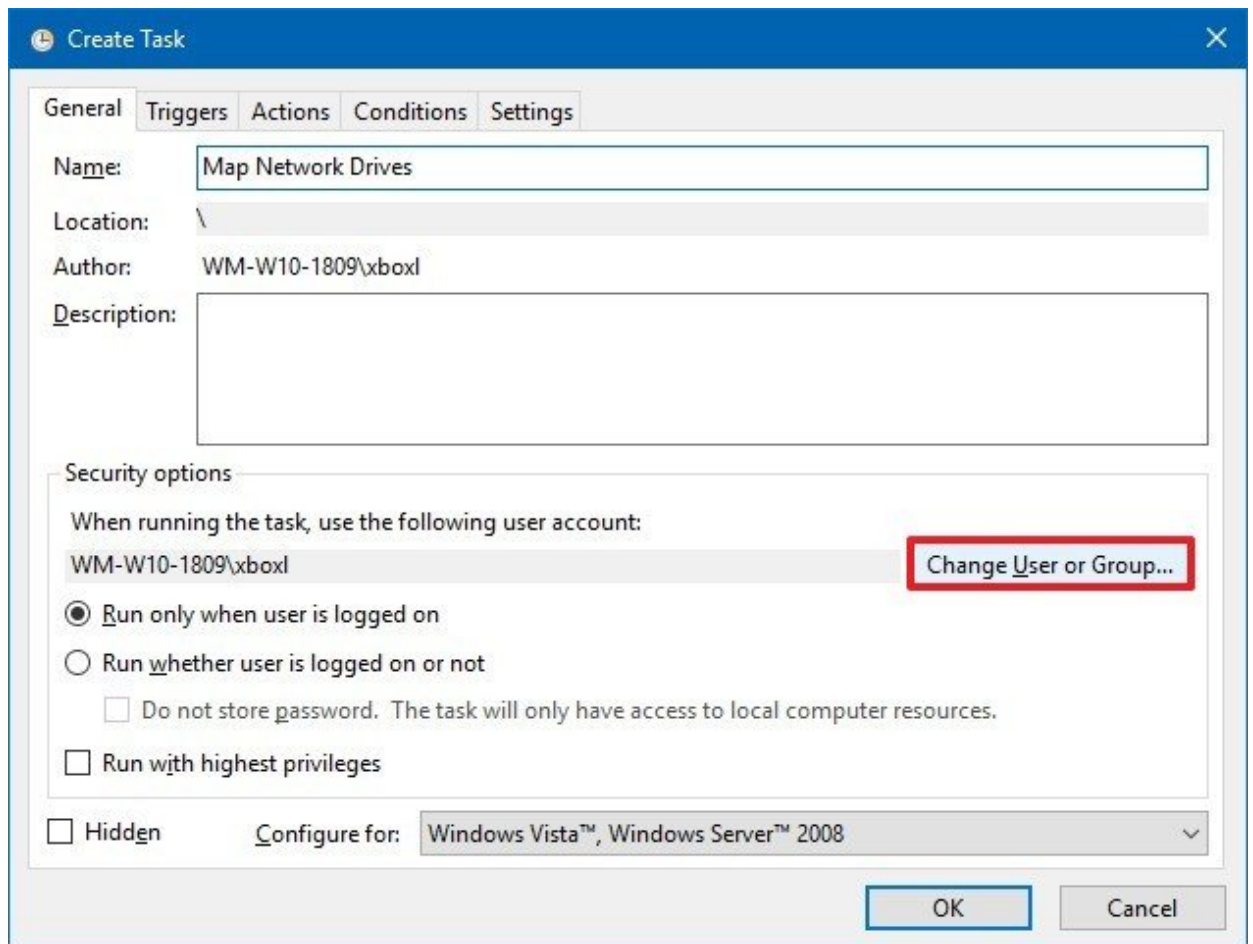 Create Task
General Triggers Actions Conditions Settings
Name: Map Network Drives
Location: \
Author: WM-W10-1809\xboxl
Description:
Security options
When running the task, use the following user account:
WM-W10-1809\xboxl Change User or Group...
Run only when user is logged on
Run whether user is logged on or not
Do not store password. The task will only have access to local computer resources.
Run with highest privileges
Hidden Configure for: Windows Vista™, Windows Server™ 2008
OK Cancel